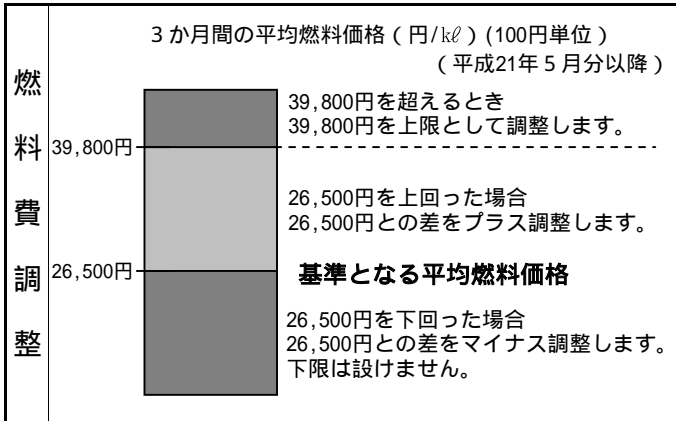 燃料費調整
3か月間の平均燃料価格(円/㎘)(100円単位)
(平成21年5月分以降)
39,800円を超えるとき
39,800円を上限として調整します。
39,800円
26,500円を上回った場合
26,500円との差をプラス調整します。
26,500円
基準となる平均燃料価格
26,500円を下回った場合
26,500円との差をマイナス調整します。
下限は設けません。